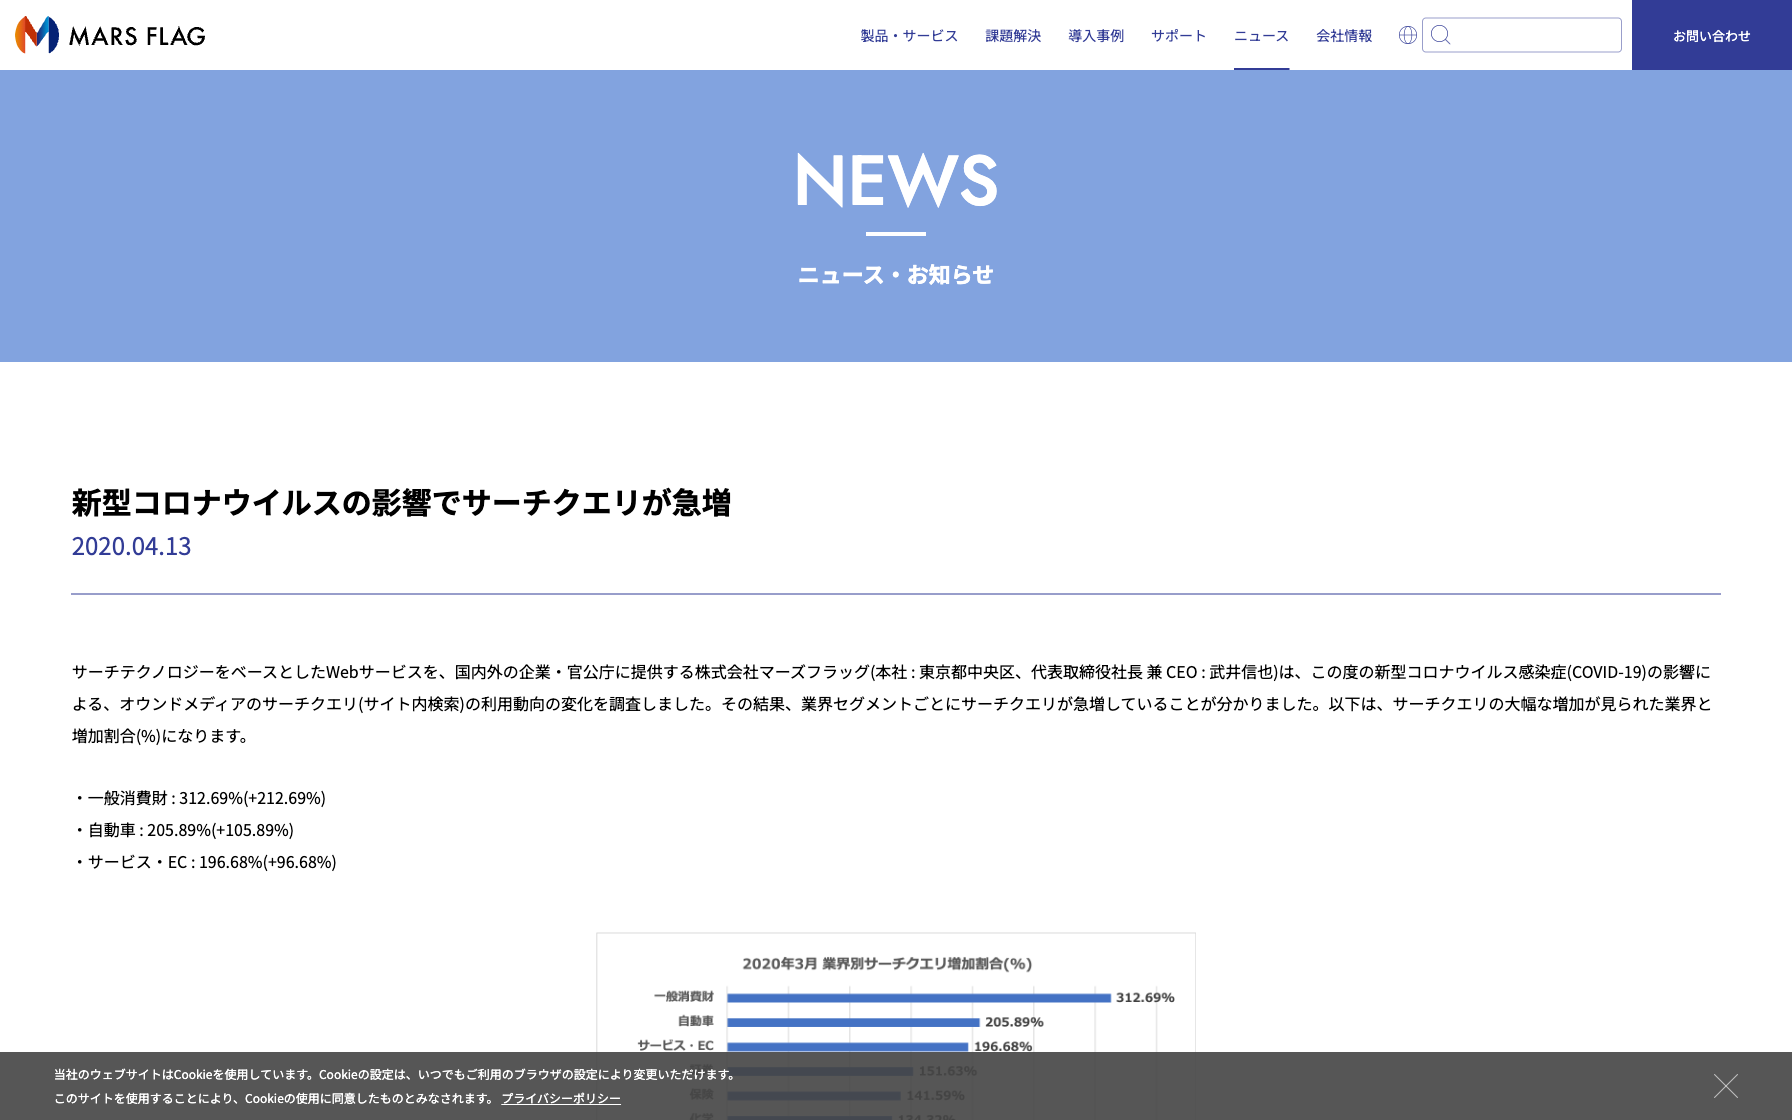 MARS FLAG
製品・サービス 課題解決 導入事例 サポート ニュース 会社情報 お問い合わせ
NEWS
ニュース・お知らせ
新型コロナウイルスの影響でサーチクエリが急増
2020.04.13
サーチテクノロジーをベースとしたWebサービスを、国内外の企業・官公庁に提供する株式会社マーズフラッグ(本社 : 東京都中央区、代表取締役社長 兼 CEO : 武井信也)は、この度の新型コロナウイルス感染症(COVID-19)の影響に
よる、オウンドメディアのサーチクエリ(サイト内検索)の利用動向の変化を調査しました。その結果、業界セグメントごとにサーチクエリが急増していることが分かりました。以下は、サーチクエリの大幅な増加が見られた業界と
増加割合(%)になります。
・一般消費財 : 312.69%(+212.69%)
・自動車 : 205.89%(+105.89%)
・サービス・EC : 196.68%(+96.68%)
2020年3月 業界別サーチクエリ増加割合(%)
一般消費財 312.69%
自動車 205.89%
サービス・EC 196.68%
151.63%
保険 141.59%
化学 134.32%
当社のウェブサイトはCookieを使用しています。Cookieの設定は、いつでもご利用のブラウザの設定により変更いただけます。
このサイトを使用することにより、Cookieの使用に同意したものとみなされます。 プライバシーポリシー